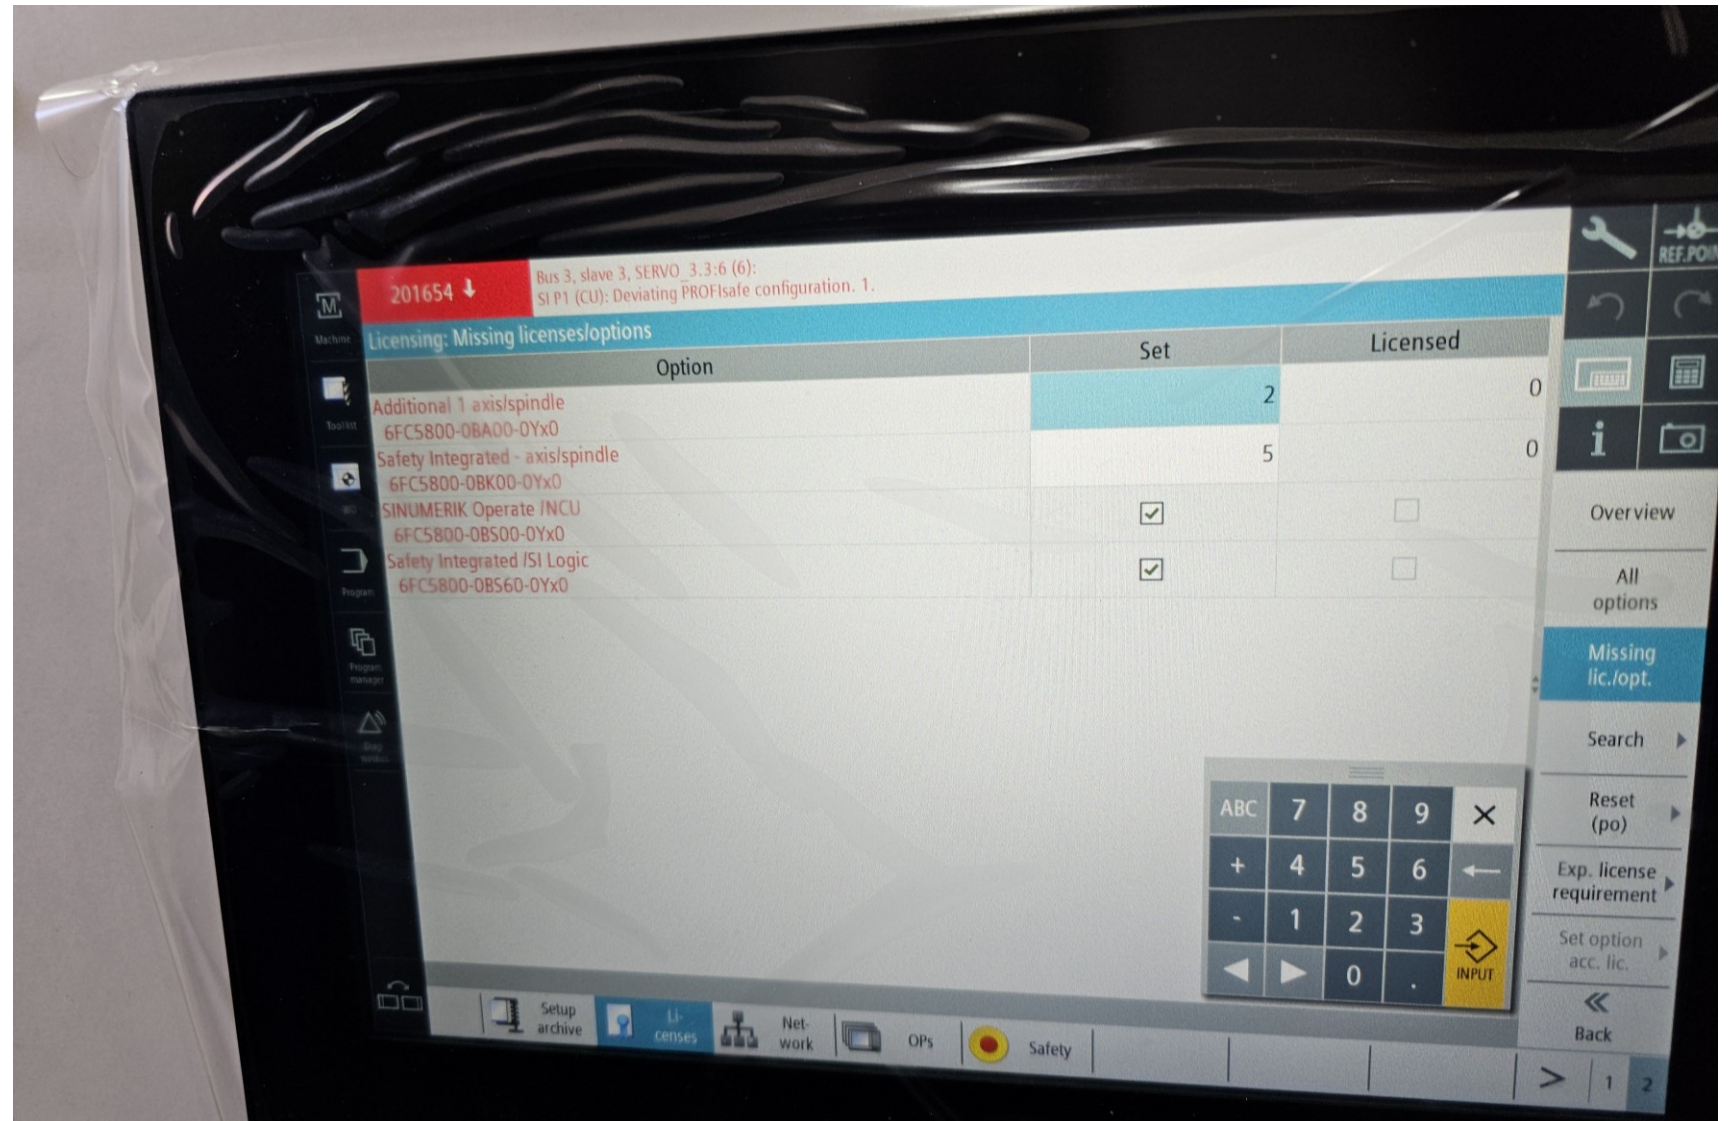 201654
Bus 3, slave 3, SERVO_3.3:6 (6):
SI P1 (CU): Deviating PROFIsafe configuration. 1.
REF.POIN
M
Machine
Licensing: Missing licenses/options
Option
Set
Licensed
Additional 1 axis/spindle
6FC5800-0BA00-0Yx0
2
0
Safety Integrated - axis/spindle
6FC5800-0BK00-0Yx0
5
0
SINUMERIK Operate /NCU
6FC5800-0BS00-0Yx0
Safety Integrated /SI Logic
6FC5800-0BS60-0Yx0
Program
Program
manager
i
Overview
All
options
Missing
lic./opt.
Search
Reset
(po)
Exp. license
requirement
Set option
acc. lic.
Back
ABC 7 8 9 ×
+ 4 5 6
- 1 2 3
0 .
INPUT
Setup
archive
Li-
censes
Net-
work
OPs
Safety
> 1 2